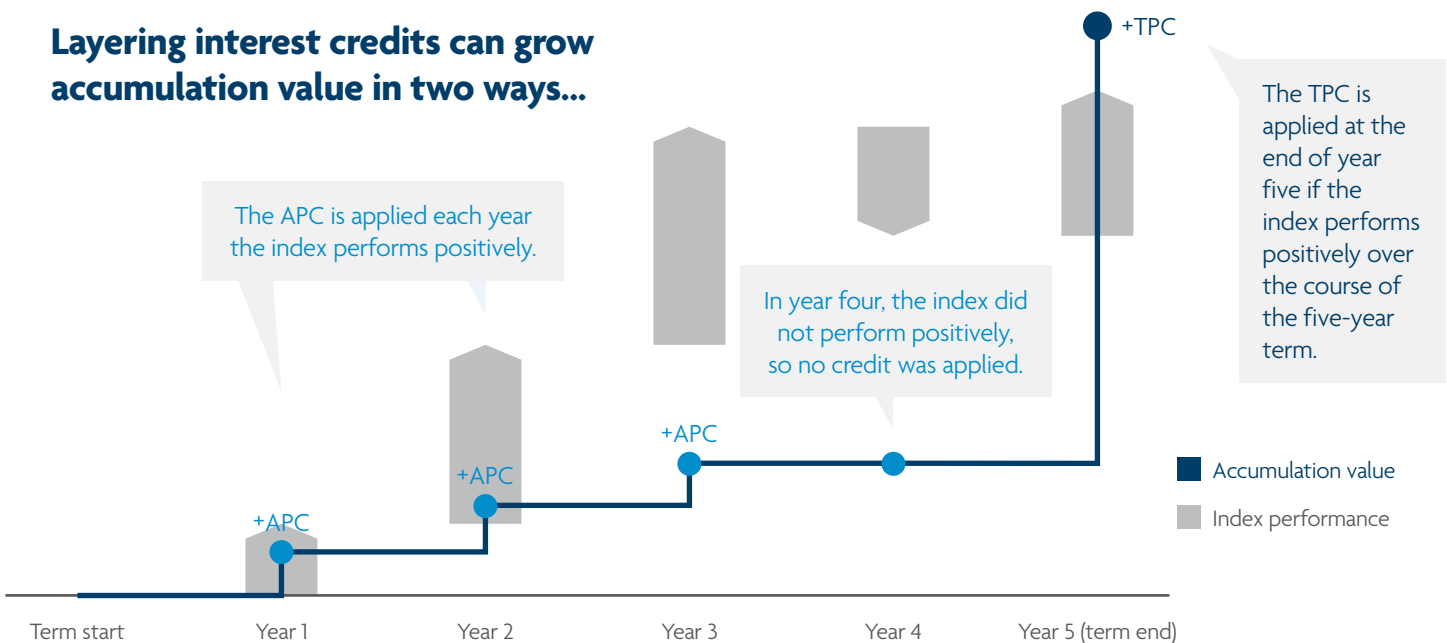 Layering interest credits can grow
accumulation value in two ways...
+TPC
The TPC is
applied at the
end of year
five if the
index performs
positively over
the course of
the five-year
term.
The APC is applied each year
the index performs positively.
In year four, the index did
not perform positively,
so no credit was applied.
+APC
+APC
+APC
Accumulation value
Index performance
Term start
Year 1
Year 2
Year 3
Year 4
Year 5 (term end)